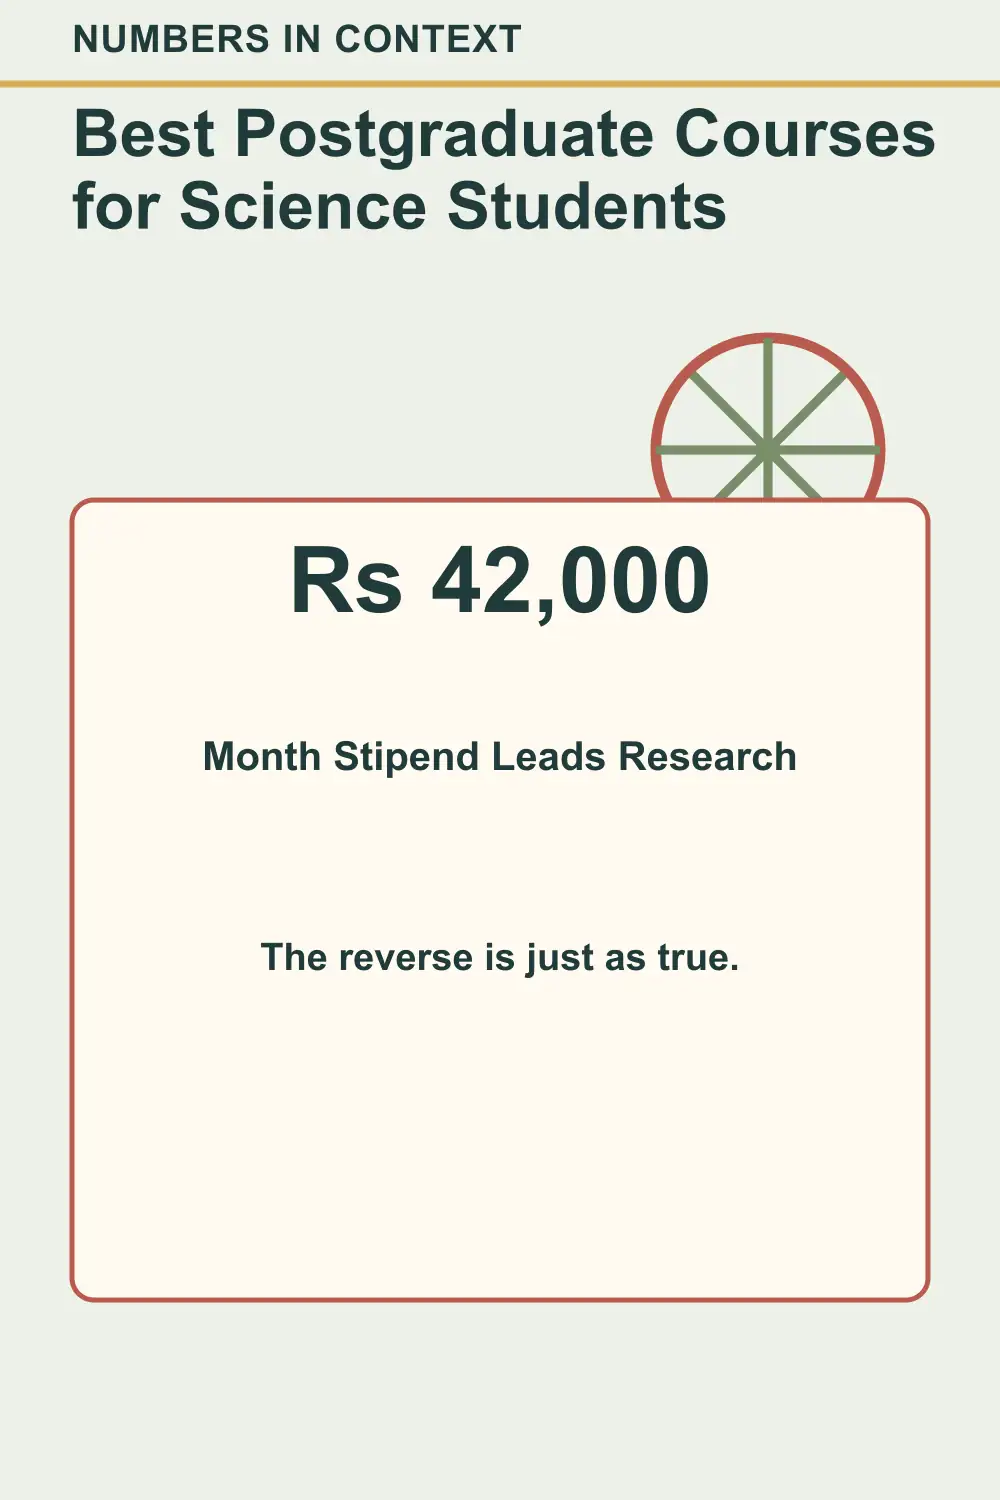 NUMBERS IN CONTEXT
Best Postgraduate Courses
for Science Students
Rs 42,000
Month Stipend Leads Research
The reverse is just as true.